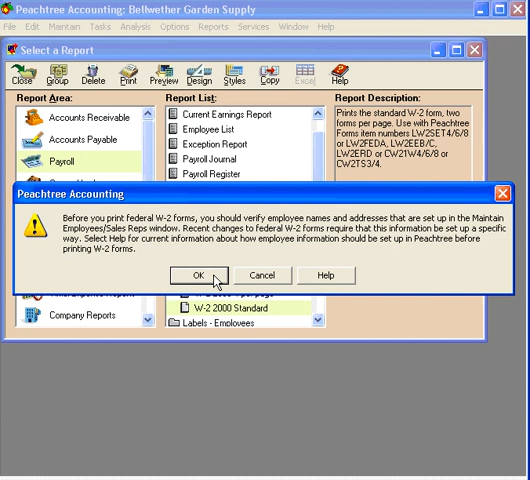 Peachtree Accounting: Bellwether Garden Supply
File Edit Maintain Tasks Analysis Options Reports Services Window Help
Select a Report
Close Group Delete Print Preview Design Styles Copy Excel Help
Report Area: Report List: Report Description:
Accounts Receivable
Accounts Payable
Payroll
Current Earnings Report
Employee List
Exception Report
Payroll Journal
Payroll Register
Prints the standard W-2 form, two
forms per page. Use with Peachtree
Forms item numbers LW2SET4/6/8
or LW2FEDA, LW2EEB/C,
LW2ERD or CW21W4/6/8 or
CW2TS3/4.
Peachtree Accounting
Before you print federal W-2 forms, you should verify employee names and addresses that are set up in the Maintain
Employees/Sales Reps window. Recent changes to federal W-2 forms require that this information be set up a specific
way. Select Help for current information about how employee information should be set up in Peachtree before
printing W-2 forms.
OK Cancel Help
Company Reports
W-2 2000 Standard
Labels - Employees